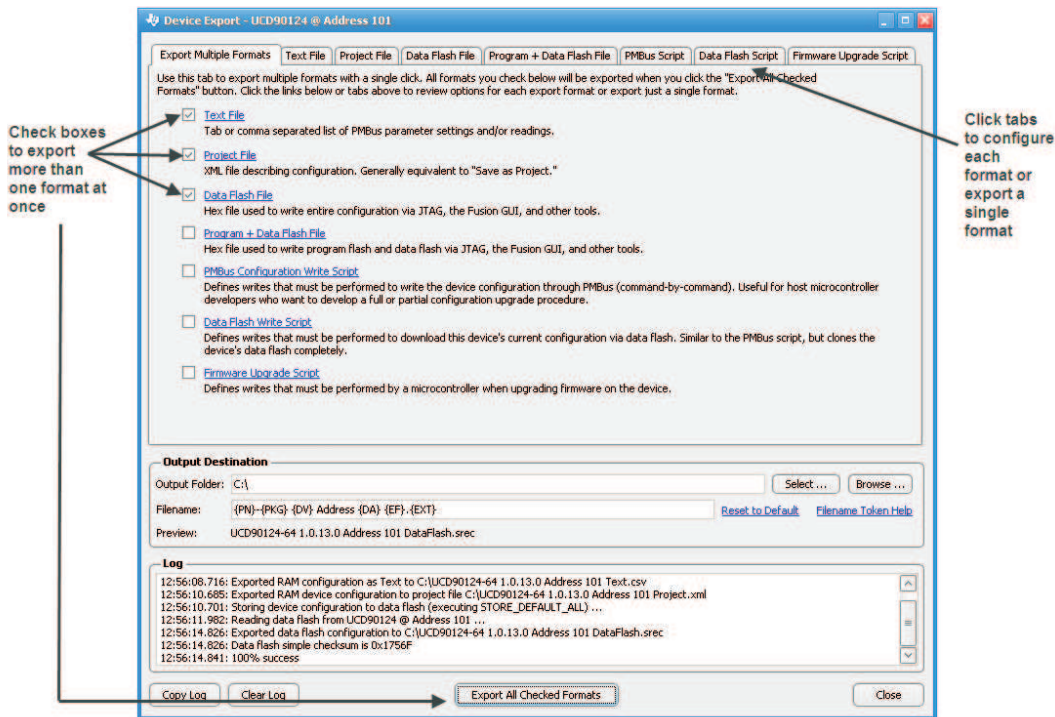 Device Export - UCD90124 @ Address 101
Export Multiple Formats
Text File
Project File
Data Flash File
Program + Data Flash File
PMBus Script
Data Flash Script
Firmware Upgrade Script
Use this tab to export multiple formats with a single click. All formats you check below will be exported when you click the "Export All Checked
Formats" button. Click the links below or tabs above to review options for each export format or export just a single format.
Check boxes
to export
more than
one format at
once
Text File
Tab or comma separated list of PMBus parameter settings and/or readings.
Project File
XML file describing configuration. Generally equivalent to "Save as Project."
Data Flash File
Hex file used to write entire configuration via JTAG, the Fusion GUI, and other tools.
Program + Data Flash File
Hex file used to write program flash and data flash via JTAG, the Fusion GUI, and other tools.
PMBus Configuration Write Script
Defines writes that must be performed to write the device configuration through PMBus (command-by-command). Useful for host microcontroller
developers who want to develop a full or partial configuration upgrade procedure.
Data Flash Write Script
Defines writes that must be performed to download this device's current configuration via data flash. Similar to the PMBus script, but clones the
device's data flash completely.
Firmware Upgrade Script
Defines writes that must be performed by a microcontroller when upgrading firmware on the device.
Click tabs
to configure
each
format or
export a
single
format
Output Destination
Output Folder: C:\
Select ...
Browse ...
Filename: {PN}-{PKG} {DV} Address {DA} {EF}.{EXT}
Reset to Default
Filename Token Help
Preview: UCD90124-64 1.0.13.0 Address 101 DataFlash.srec
Log
12:56:08.716: Exported RAM configuration as Text to C:\UCD90124-64 1.0.13.0 Address 101 Text.csv
12:56:10.685: Exported RAM device configuration to project file C:\UCD90124-64 1.0.13.0 Address 101 Project.xml
12:56:10.701: Storing device configuration to data flash (executing STORE_DEFAULT_ALL) ...
12:56:11.982: Reading data flash from UCD90124 @ Address 101 ...
12:56:14.826: Exported data flash configuration to C:\UCD90124-64 1.0.13.0 Address 101 DataFlash.srec
12:56:14.826: Data flash simple checksum is 0x1756F
12:56:14.841: 100% success
Copy Log
Clear Log
Export All Checked Formats
Close